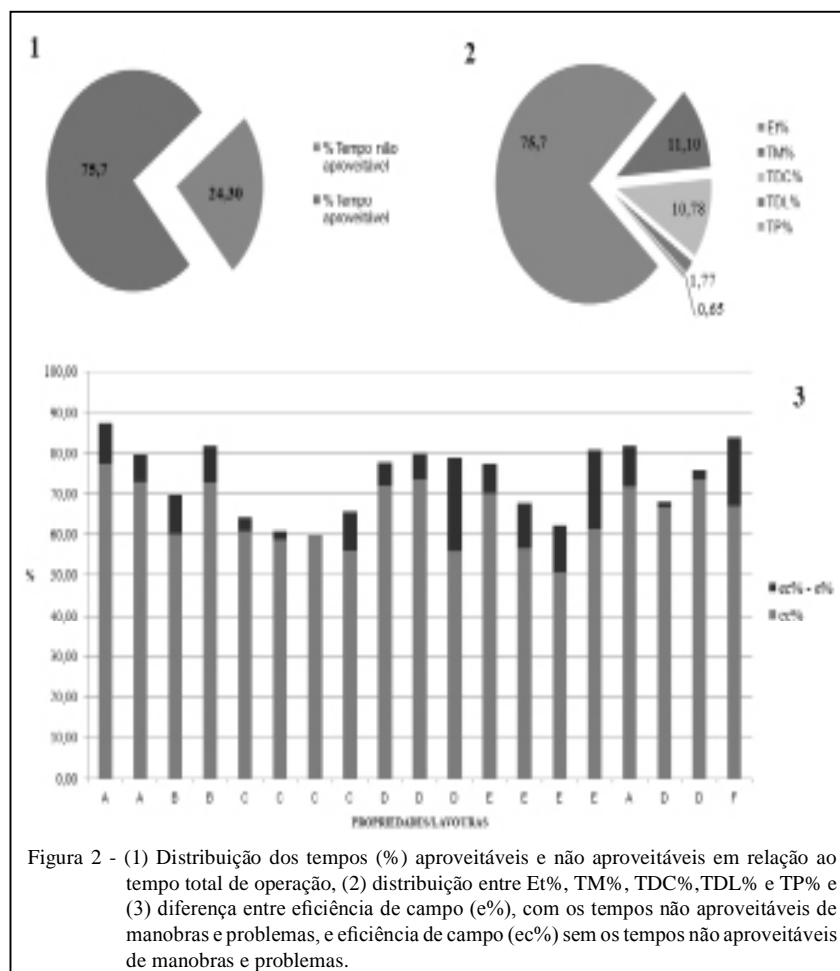 1
75,7
24,30
% Tempo não
aproveitável
% Tempo
aproveitável
2
75,7
11,10
10,78
1,77
0,65
Et%
TM%
TDC%
TDL%
TP%
3
100,00
90,00
80,00
70,00
60,00
50,00
40,00
30,00
20,00
10,00
0,00
%
A A B B C C C C D D D E E E E A D D F
PROPRIEDADES/LAVOURAS
ec% - e%
ec%
Figura 2 - (1) Distribuição dos tempos (%) aproveitáveis e não aproveitáveis em relação ao
tempo total de operação, (2) distribuição entre Et%, TM%, TDC%,TDL% e TP% e
(3) diferença entre eficiência de campo (e%), com os tempos não aproveitáveis de
manobras e problemas, e eficiência de campo (ec%) sem os tempos não aproveitáveis
de manobras e problemas.